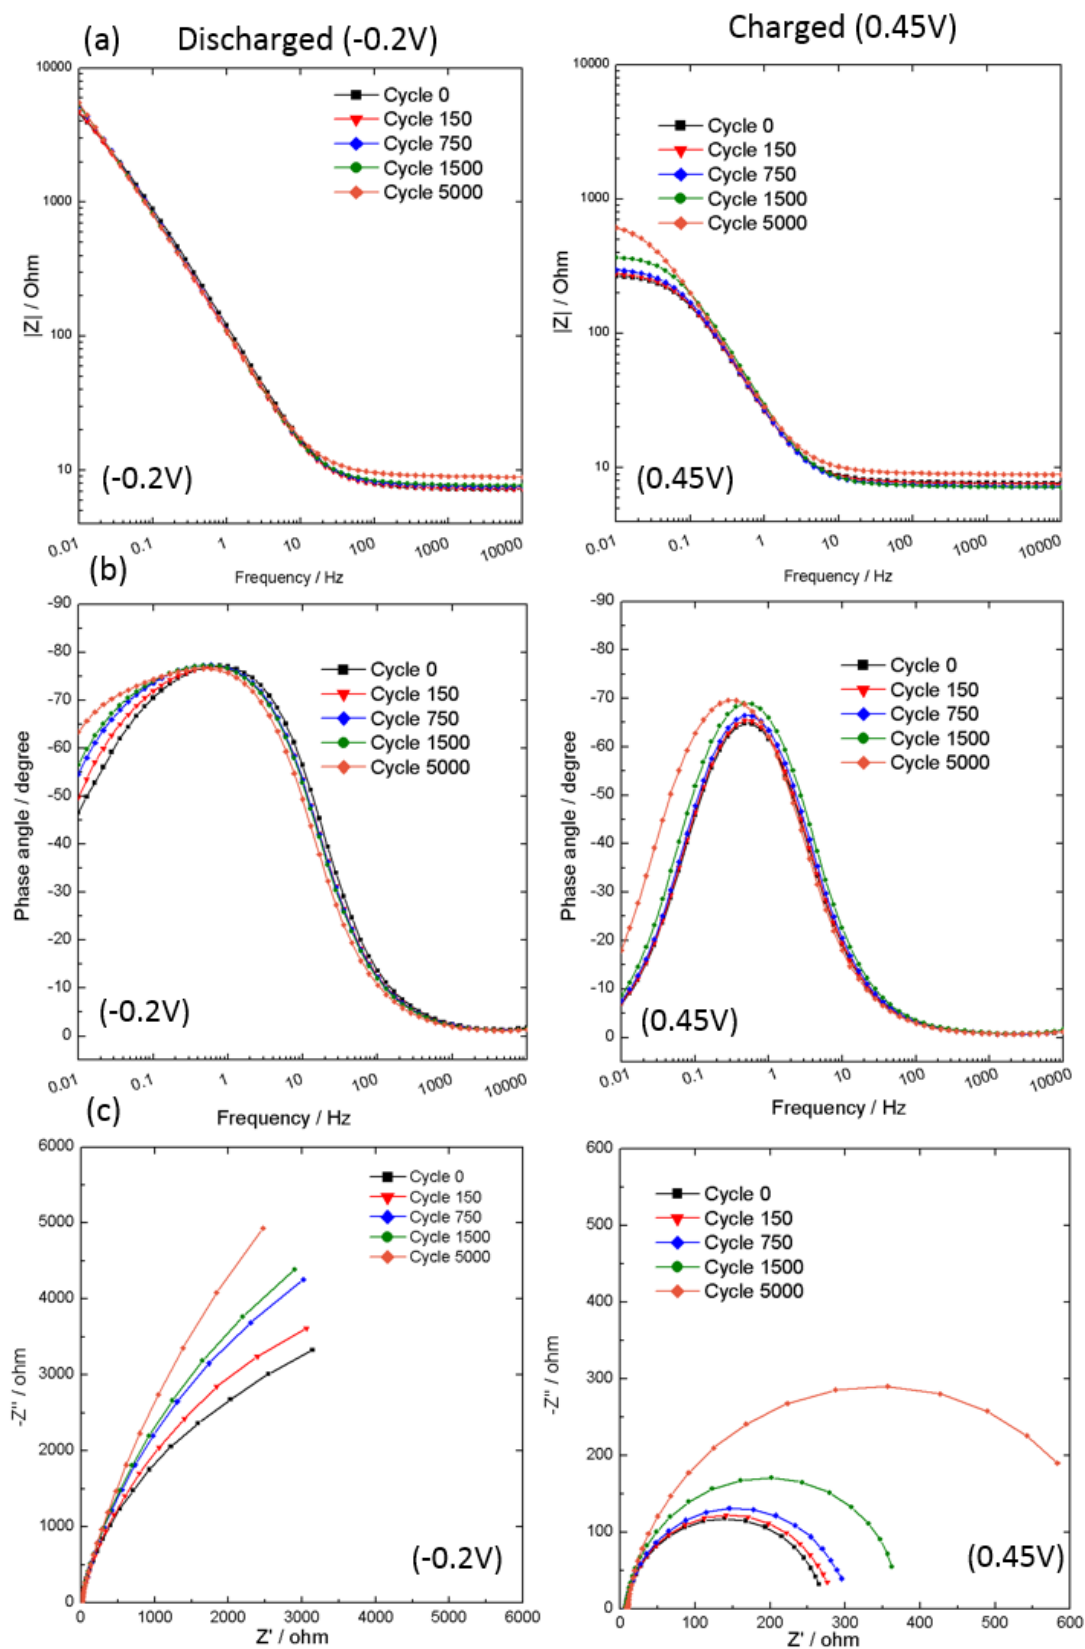 (a) Discharged (-0.2V)
Charged (0.45V)
10000
1000
100
10
|Z| / Ohm
Cycle 0
Cycle 150
Cycle 750
Cycle 1500
Cycle 5000
(-0.2V)
0.01 0.1 1 10 100 1000 10000
Frequency / Hz
10000
1000
100
10
|Z| / Ohm
Cycle 0
Cycle 150
Cycle 750
Cycle 1500
Cycle 5000
(0.45V)
0.01 0.1 1 10 100 1000 10000
Frequency / Hz
(b)
-90
-80
-70
-60
-50
-40
-30
-20
-10
0
Phase angle / degree
Cycle 0
Cycle 150
Cycle 750
Cycle 1500
Cycle 5000
(-0.2V)
0.01 0.1 1 10 100 1000 10000
Frequency / Hz
-90
-80
-70
-60
-50
-40
-30
-20
-10
0
Phase angle / degree
Cycle 0
Cycle 150
Cycle 750
Cycle 1500
Cycle 5000
(0.45V)
0.01 0.1 1 10 100 1000 10000
Frequency / Hz
(c)
6000
5000
4000
3000
2000
1000
0
-Z'' / ohm
Cycle 0
Cycle 150
Cycle 750
Cycle 1500
Cycle 5000
(-0.2V)
0 1000 2000 3000 4000 5000 6000
Z' / ohm
600
500
400
300
200
100
0
-Z'' / ohm
Cycle 0
Cycle 150
Cycle 750
Cycle 1500
Cycle 5000
(0.45V)
0 100 200 300 400 500 600
Z' / ohm